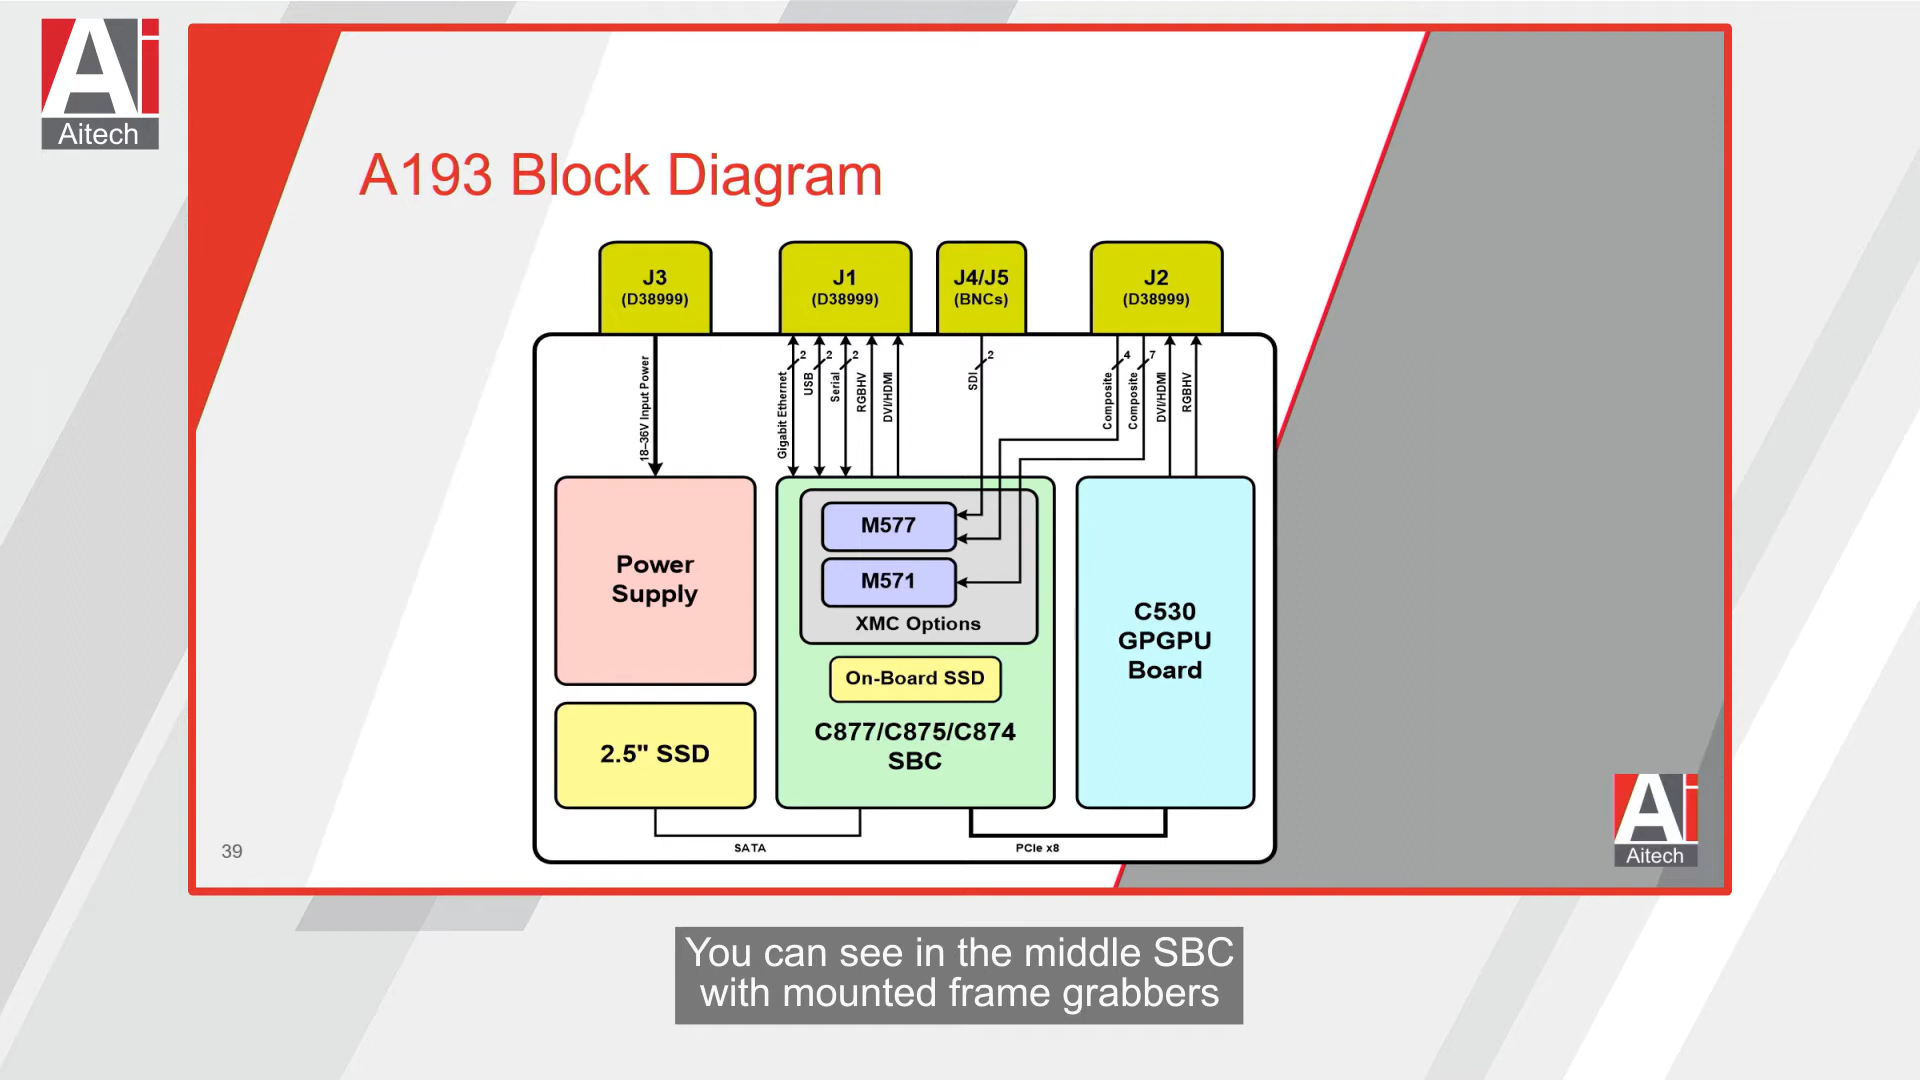 Ai
Aitech
A193 Block Diagram
J3
(D38999)
J1
(D38999)
J4/J5
(BNCs)
J2
(D38999)
18–36V Input Power
Gigabit Ethernet
2
USB
2
Serial
2
RGBHV
DVI/HDMI
SDI
2
Composite
4
Composite
7
DVI/HDMI
RGBHV
Power
Supply
M577
M571
XMC Options
On-Board SSD
C877/C875/C874
SBC
C530
GPGPU
Board
2.5" SSD
SATA
PCIe x8
39
Ai
Aitech
You can see in the middle SBC
with mounted frame grabbers